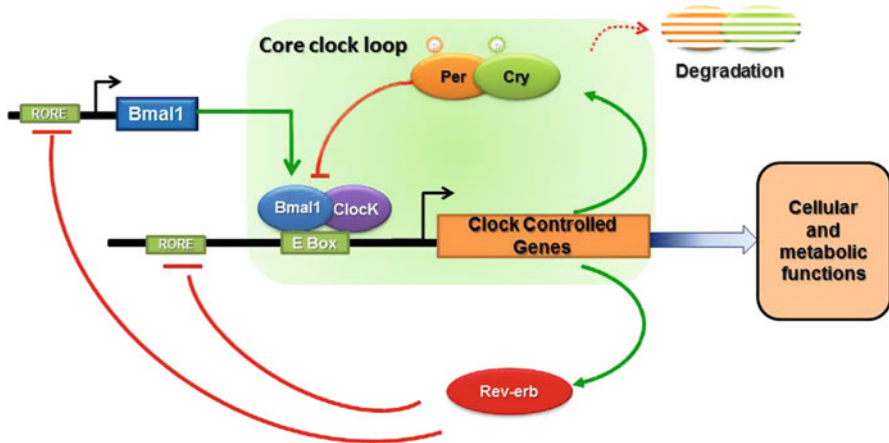 Core clock loop
Per
Cry
Degradation
RORE
Bmal1
Bmal1
ClocK
RORE
E Box
Clock Controlled
Genes
Cellular
and
metabolic
functions
Rev-erb